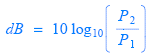 dB = 10 log₁₀(P₂/P₁)